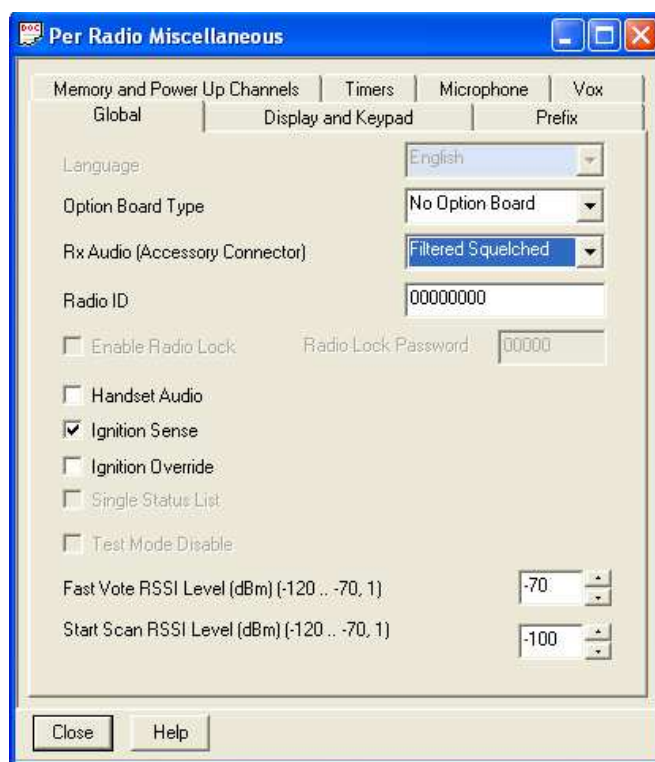 DOC Per Radio Miscellaneous
Memory and Power Up Channels Timers Microphone Vox
Global Display and Keypad Prefix
Language English
Option Board Type No Option Board
Rx Audio (Accessory Connector) Filtered Squelched
Radio ID 00000000
Enable Radio Lock Radio Lock Password 00000
Handset Audio
Ignition Sense
Ignition Override
Single Status List
Test Mode Disable
Fast Vote RSSI Level (dBm) (-120 .. -70, 1) -70
Start Scan RSSI Level (dBm) (-120 .. -70, 1) -100
Close Help